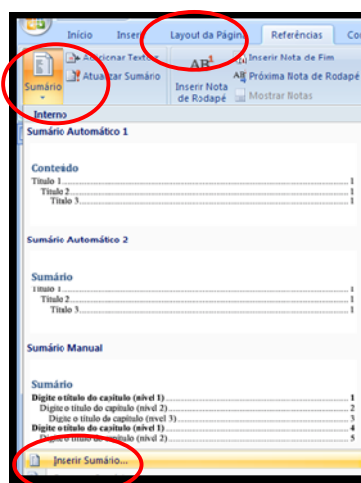 Início Inserir Layout da Página Referências Co
Adicionar Texto
Atualizar Sumário
Sumário
AB¹
Inserir Nota de Rodapé
Inserir Nota de Fim
Próxima Nota de Rodapé
Mostrar Notas
Interno
Sumário Automático 1
Conteúdo
Título 1 1
Título 2 1
Título 3 1
Sumário Automático 2
Sumário
Título 1 1
Título 2 1
Título 3 1
Sumário Manual
Sumário
Digite o título do capítulo (nível 1) 1
Digite o título do capítulo (nível 2) 2
Digite o título do capítulo (nível 3) 3
Digite o título do capítulo (nível 1) 4
Digite o título do capítulo (nível 2) 5
Inserir Sumário...